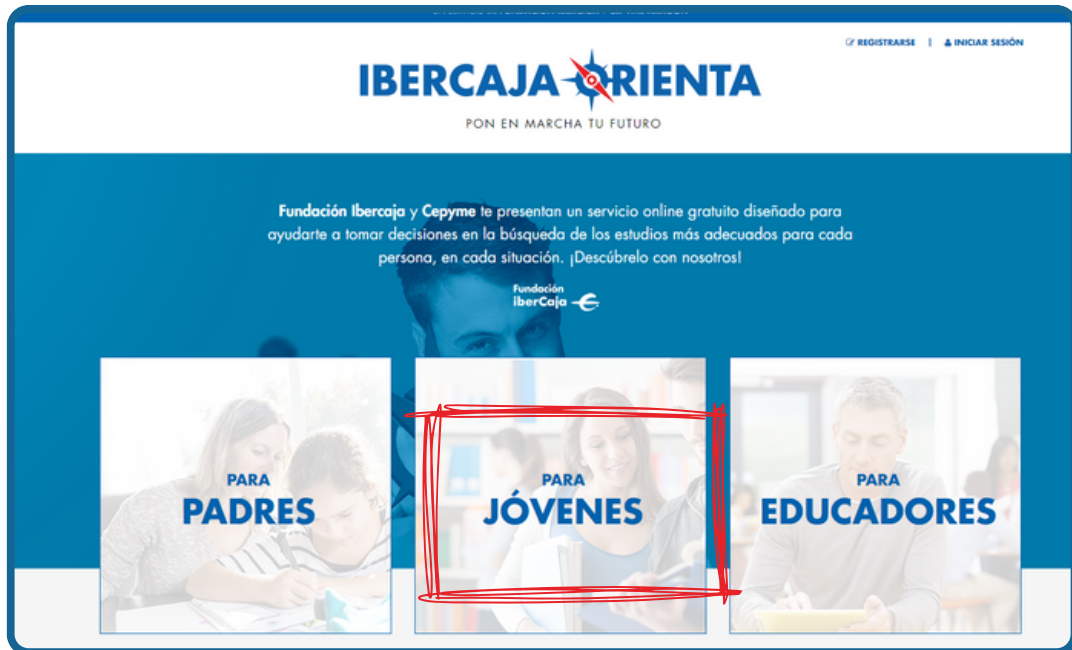 REGISTRARSE | INICIAR SESIÓN
IBERCAJA ORIENTA
PON EN MARCHA TU FUTURO
Fundación Ibercaja y Cepyme te presentan un servicio online gratuito diseñado para
ayudarte a tomar decisiones en la búsqueda de los estudios más adecuados para cada
persona, en cada situación. ¡Descúbrelo con nosotros!
Fundación
iberCaja
PARA
PADRES
PARA
JÓVENES
PARA
EDUCADORES